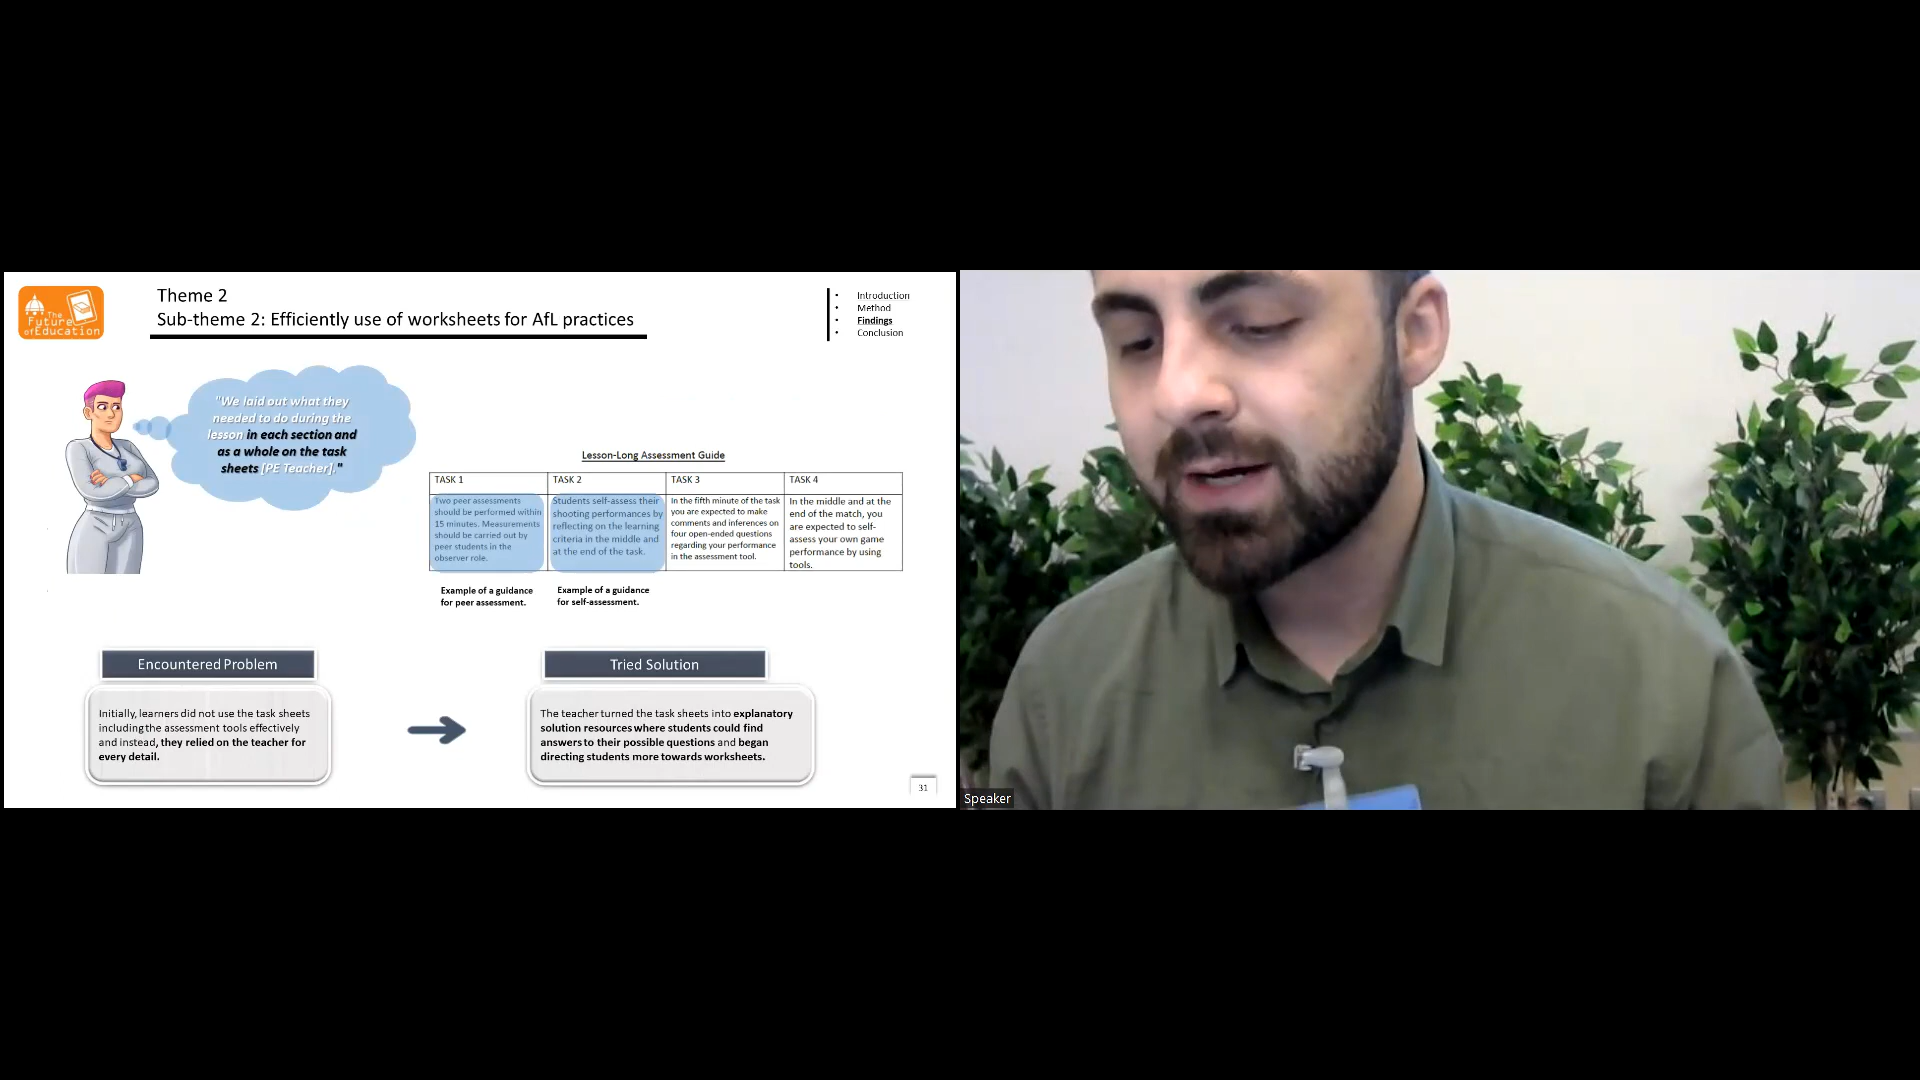 The
Future
of Education
Theme 2
Sub-theme 2: Efficiently use of worksheets for AfL practices
• Introduction
• Method
• Findings
• Conclusion
"We laid out what they
needed to do during the
lesson in each section and
as a whole on the task
sheets [PE Teacher]."
Lesson-Long Assessment Guide
TASK 1
Two peer assessments
should be performed within
15 minutes. Measurements
should be carried out by
peer students in the
observer role.
TASK 2
Students self-assess their
shooting performances by
reflecting on the learning
criteria in the middle and
at the end of the task.
TASK 3
In the fifth minute of the task
you are expected to make
comments and inferences on
four open-ended questions
regarding your performance
in the assessment tool.
TASK 4
In the middle and at the
end of the match, you
are expected to self-
assess your own game
performance by using
tools.
Example of a guidance
for peer assessment.
Example of a guidance
for self-assessment.
Encountered Problem
Initially, learners did not use the task sheets
including the assessment tools effectively
and instead, they relied on the teacher for
every detail.
Tried Solution
The teacher turned the task sheets into explanatory
solution resources where students could find
answers to their possible questions and began
directing students more towards worksheets.
31
Speaker